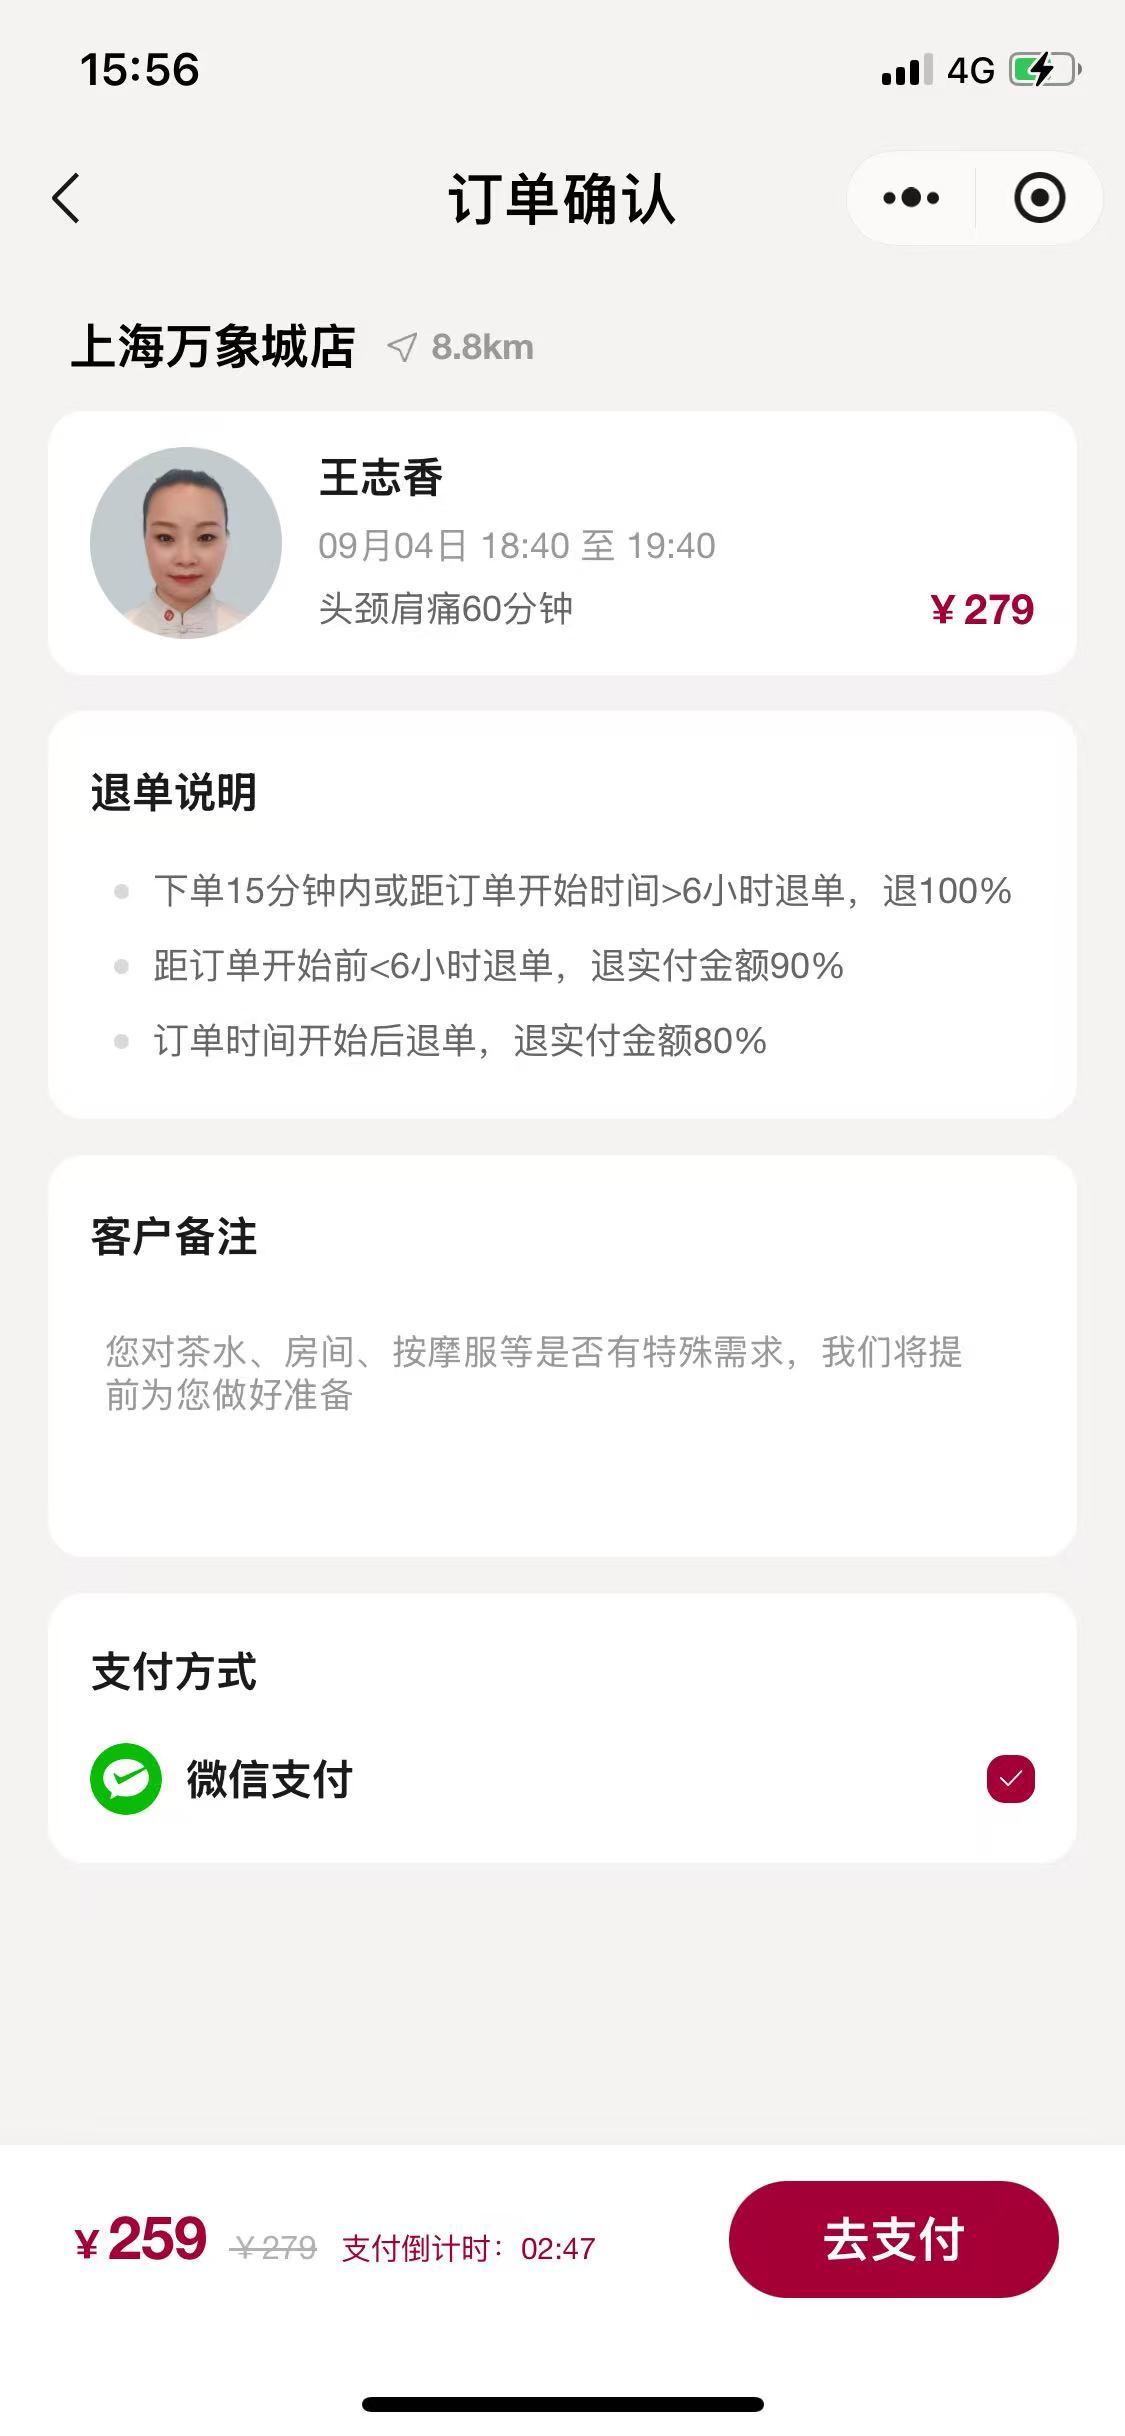 15:56
4G
订单确认
上海万象城店 8.8km
王志香
09月04日 18:40 至 19:40
头颈肩痛60分钟
¥ 279
退单说明
下单15分钟内或距订单开始时间>6小时退单，退100%
距订单开始前<6小时退单，退实付金额90%
订单时间开始后退单，退实付金额80%
客户备注
您对茶水、房间、按摩服等是否有特殊需求，我们将提
前为您做好准备
支付方式
微信支付
¥ 259 ¥ 279 支付倒计时：02:47
去支付